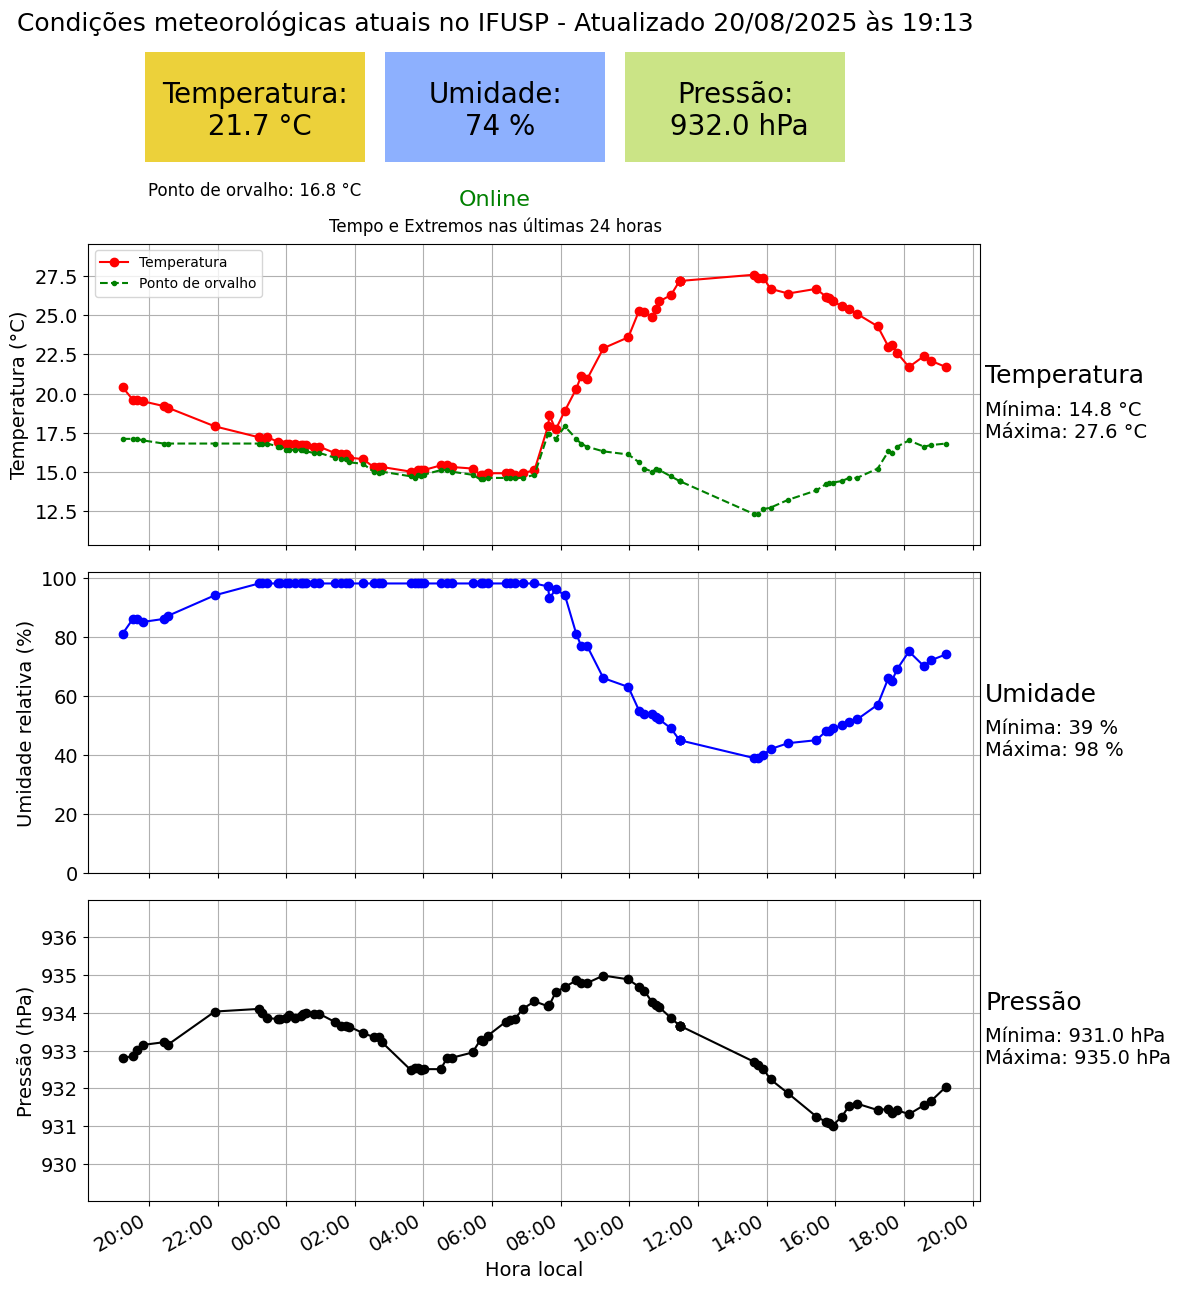 Condições meteorológicas atuais no IFUSP - Atualizado 20/08/2025 às 19:13
Temperatura:
21.7 °C
Umidade:
74 %
Pressão:
932.0 hPa
Ponto de orvalho: 16.8 °C
Online
Tempo e Extremos nas últimas 24 horas
Temperatura
Ponto de orvalho
Temperatura (°C)
27.5
25.0
22.5
20.0
17.5
15.0
12.5
Temperatura
Mínima: 14.8 °C
Máxima: 27.6 °C
Umidade relativa (%)
100
80
60
40
20
0
Umidade
Mínima: 39 %
Máxima: 98 %
Pressão (hPa)
936
935
934
933
932
931
930
Pressão
Mínima: 931.0 hPa
Máxima: 935.0 hPa
20:00 22:00 00:00 02:00 04:00 06:00 08:00 10:00 12:00 14:00 16:00 18:00 20:00
Hora local